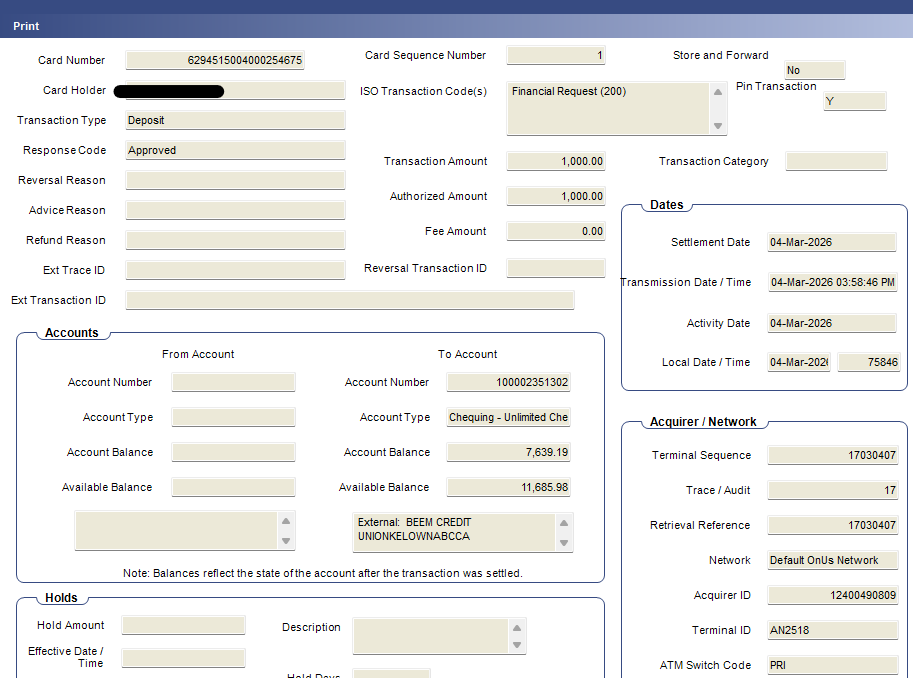 Print
Card Number 6294515004000254675
Card Sequence Number 1
Store and Forward No
Card Holder
ISO Transaction Code(s) Financial Request (200)
Pin Transaction Y
Transaction Type Deposit
Response Code Approved
Transaction Amount 1,000.00
Transaction Category
Reversal Reason
Authorized Amount 1,000.00
Advice Reason
Fee Amount 0.00
Refund Reason
Ext Trace ID
Reversal Transaction ID
Ext Transaction ID
Dates
Settlement Date 04-Mar-2026
Transmission Date / Time 04-Mar-2026 03:58:46 PM
Activity Date 04-Mar-2026
Local Date / Time 04-Mar-2026 75846
Accounts
From Account
To Account
Account Number
Account Number 100002351302
Account Type
Account Type Chequing - Unlimited Che
Account Balance
Account Balance 7,639.19
Available Balance
Available Balance 11,685.98
External: BEEM CREDIT
UNIONKELOWNABCCA
Note: Balances reflect the state of the account after the transaction was settled.
Acquirer / Network
Terminal Sequence 17030407
Trace / Audit 17
Retrieval Reference 17030407
Network Default OnUs Network
Acquirer ID 12400490809
Terminal ID AN2518
ATM Switch Code PRI
Holds
Hold Amount
Description
Effective Date /
Time
Hold Days